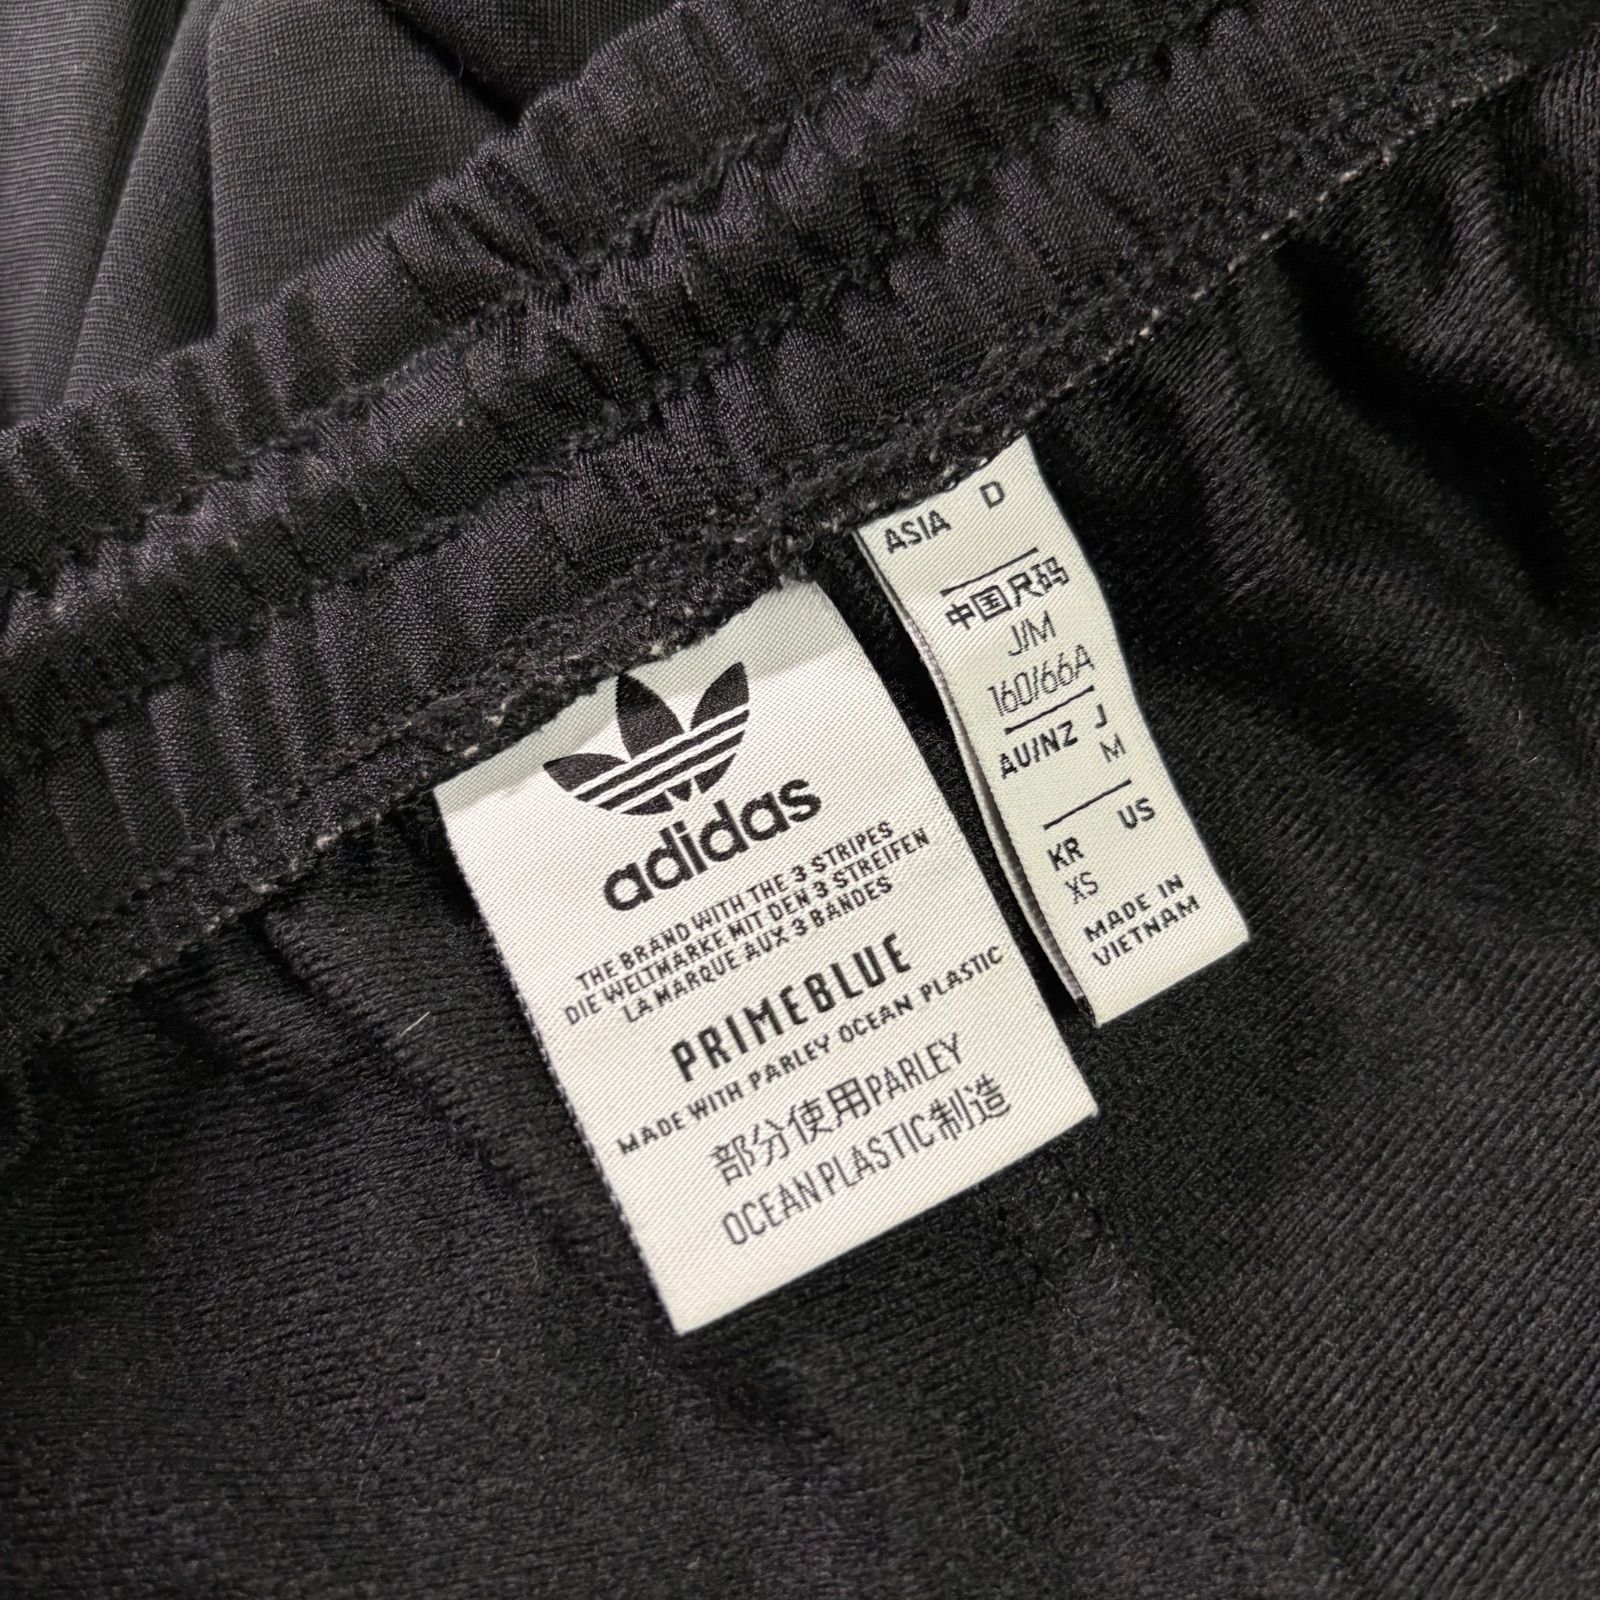 adidas
THE BRAND WITH THE 3 STRIPES
DIE WELTMARKE MIT DEN 3 STREIFEN
LA MARQUE AUX 3 BANDES
PRIMEBLUE
MADE WITH PARLEY OCEAN PLASTIC
部分使用PARLEY
OCEAN PLASTIC制造
ASIA D
中国尺码
J/M
160/66A
AU/NZ J
M
US
KR
XS
MADE IN
VIETNAM